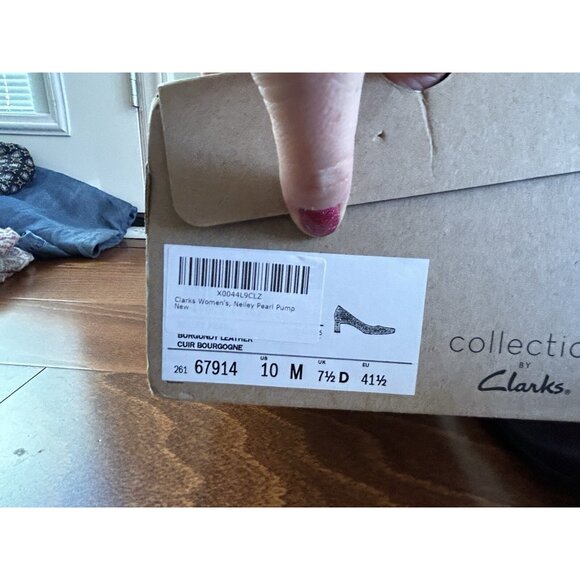 X0044L9CLZ
Clarks Women's, Neiley Pearl Pump
New
BURGUNDY LEATHER
CUIR BOURGOGNE
US UK EU
261 67914 10 M 7½ D 41½
collectio
BY
Clarks.